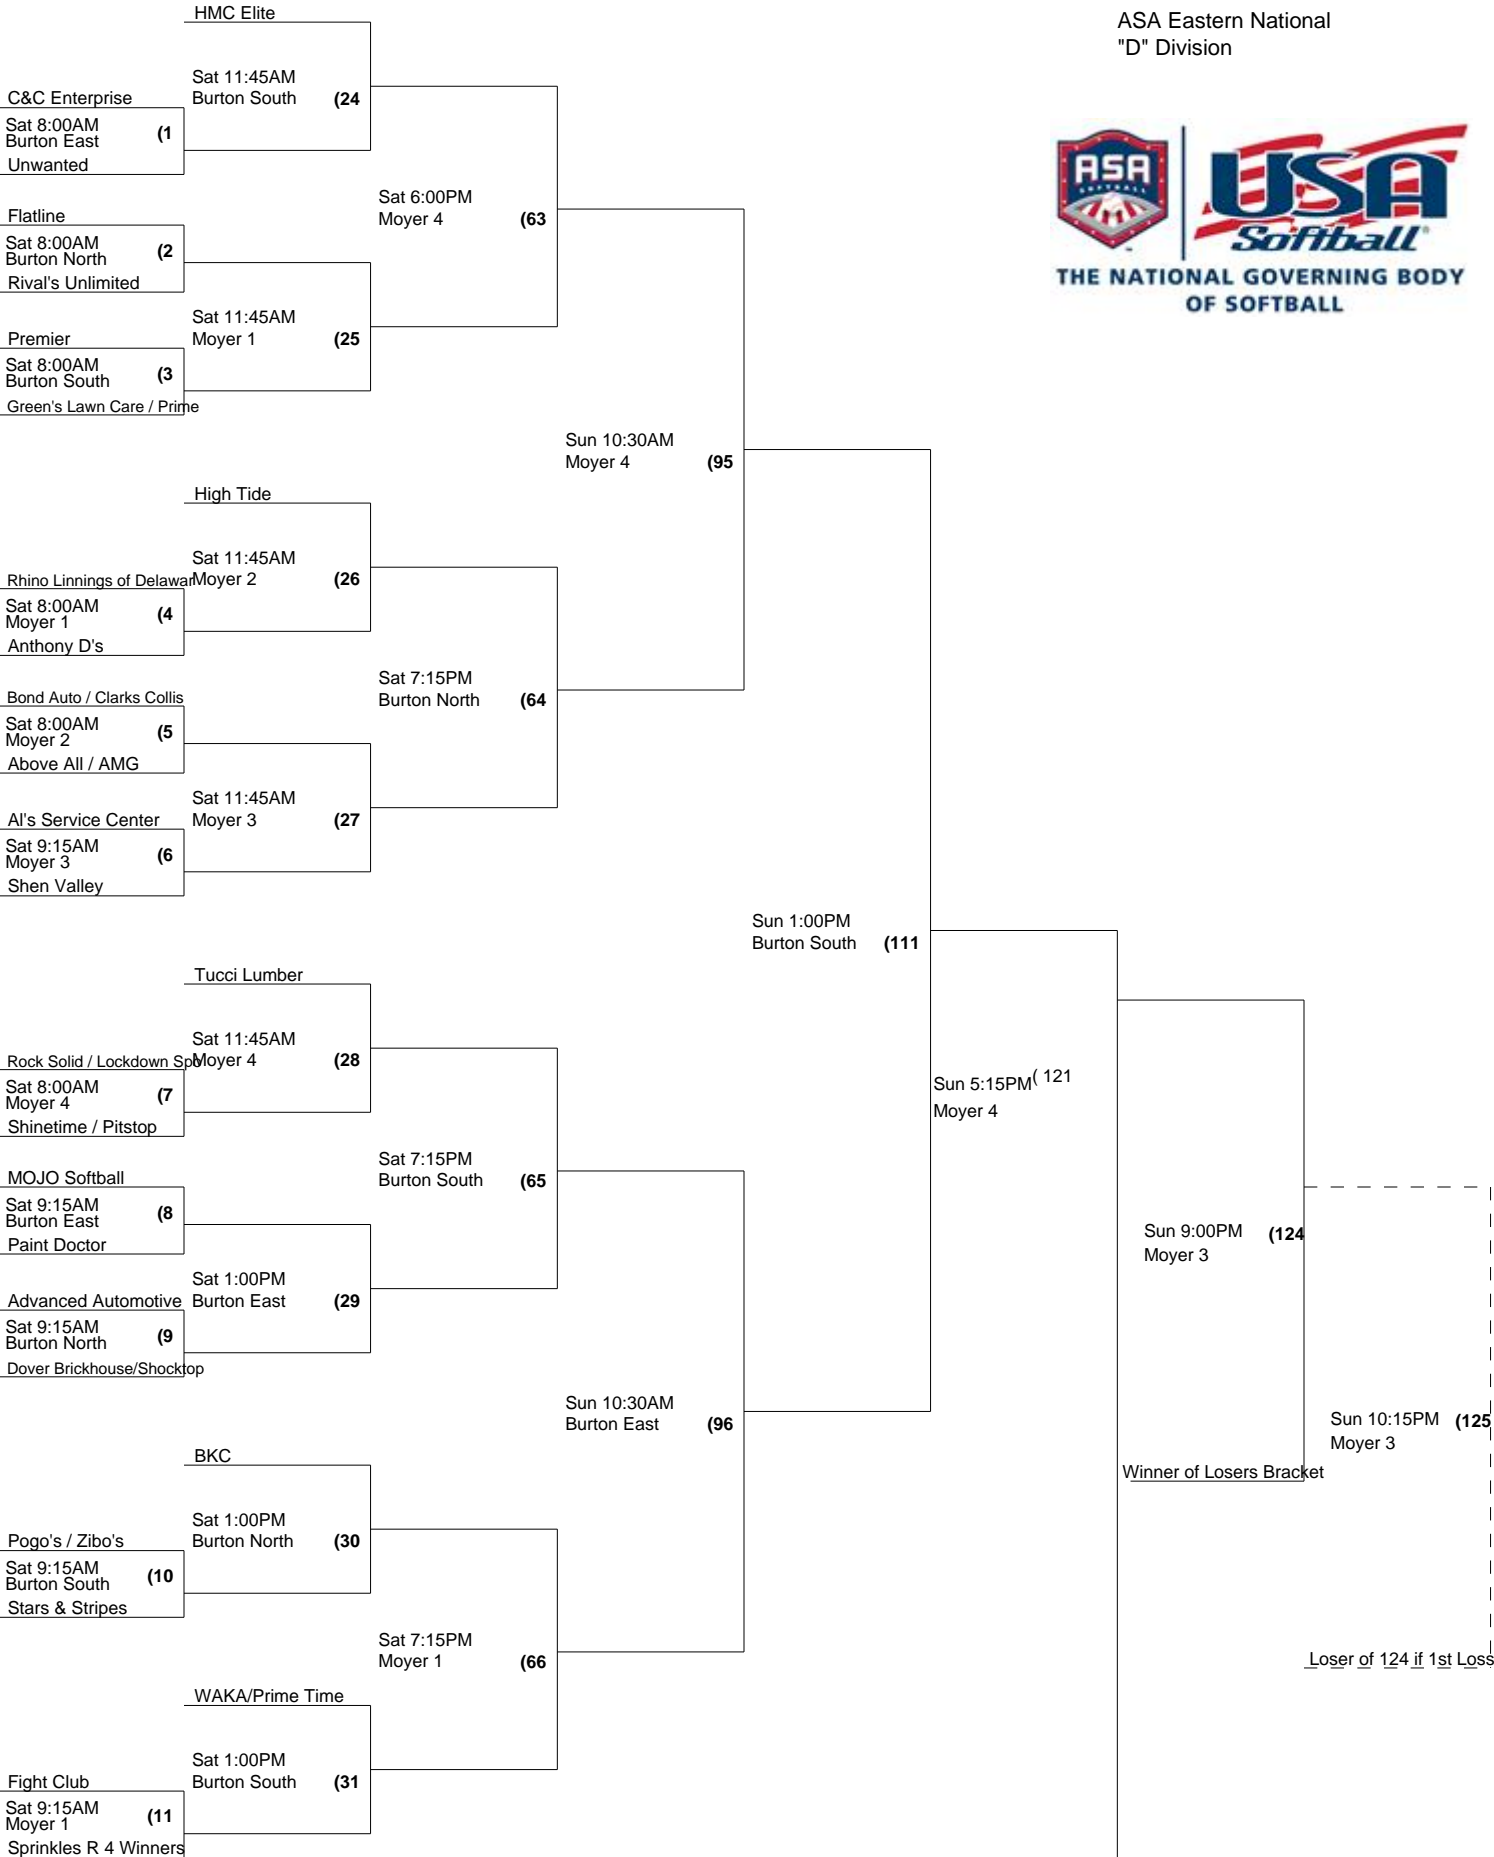 HMC Elite
ASA Eastern National
"D" Division
Sat 11:45AM
Burton South (24
C&C Enterprise
Sat 8:00AM
Burton East (1
Unwanted
ASA
SOFTBALL
USA
Softball
THE NATIONAL GOVERNING BODY
OF SOFTBALL
Flatline
Sat 8:00AM
Burton North (2
Rival's Unlimited
Sat 6:00PM
Moyer 4 (63
Sat 11:45AM
Moyer 1 (25
Premier
Sat 8:00AM
Burton South (3
Green's Lawn Care / Prime
Sun 10:30AM
Moyer 4 (95
High Tide
Sat 11:45AM
Moyer 2 (26
Rhino Linnings of Delawar
Sat 8:00AM
Moyer 1 (4
Anthony D's
Sat 7:15PM
Burton North (64
Bond Auto / Clarks Collis
Sat 8:00AM
Moyer 2 (5
Above All / AMG
Sat 11:45AM
Moyer 3 (27
Al's Service Center
Sat 9:15AM
Moyer 3 (6
Shen Valley
Sun 1:00PM
Burton South (111
Tucci Lumber
Sat 11:45AM
Moyer 4 (28
Rock Solid / Lockdown Spo
Sat 8:00AM
Moyer 4 (7
Shinetime / Pitstop
Sun 5:15PM ( 121
Moyer 4
Sat 7:15PM
Burton South (65
MOJO Softball
Sat 9:15AM
Burton East (8
Paint Doctor
Sun 9:00PM (124
Moyer 3
Sat 1:00PM
Burton East (29
Advanced Automotive
Sat 9:15AM
Burton North (9
Dover Brickhouse/Shocktop
Sun 10:30AM
Burton East (96
Sun 10:15PM (125
Moyer 3
BKC
Winner of Losers Bracket
Sat 1:00PM
Burton North (30
Pogo's / Zibo's
Sat 9:15AM
Burton South (10
Stars & Stripes
Sat 7:15PM
Moyer 1 (66
Loser of 124 if 1st Loss
WAKA/Prime Time
Sat 1:00PM
Burton South (31
Fight Club
Sat 9:15AM
Moyer 1 (11
Sprinkles R 4 Winners